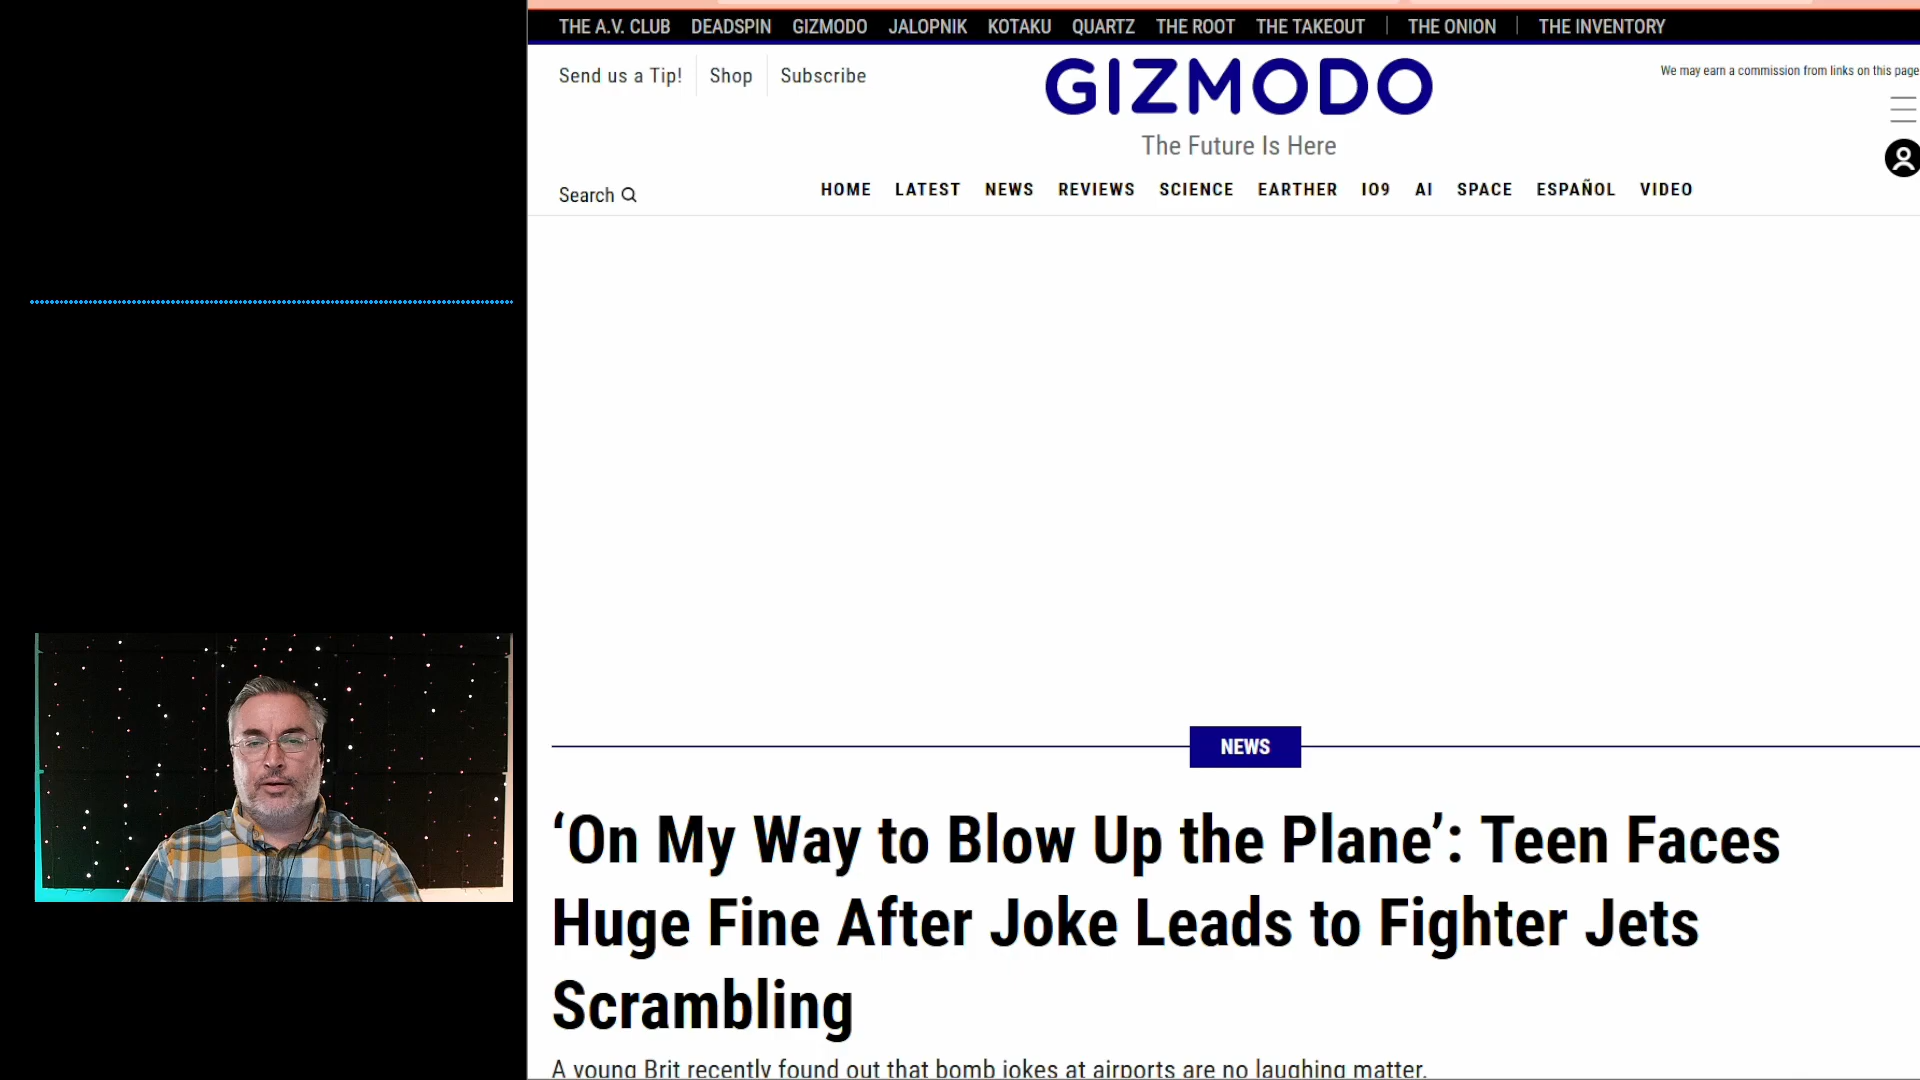 THE A.V. CLUB DEADSPIN GIZMODO JALOPNIK KOTAKU QUARTZ THE ROOT THE TAKEOUT THE ONION THE INVENTORY
Send us a Tip! Shop Subscribe
GIZMODO
We may earn a commission from links on this page
The Future Is Here
Search
HOME LATEST NEWS REVIEWS SCIENCE EARTHER IO9 AI SPACE ESPAÑOL VIDEO
NEWS
‘On My Way to Blow Up the Plane’: Teen Faces
Huge Fine After Joke Leads to Fighter Jets
Scrambling
A young Brit recently found out that bomb jokes at airports are no laughing matter.